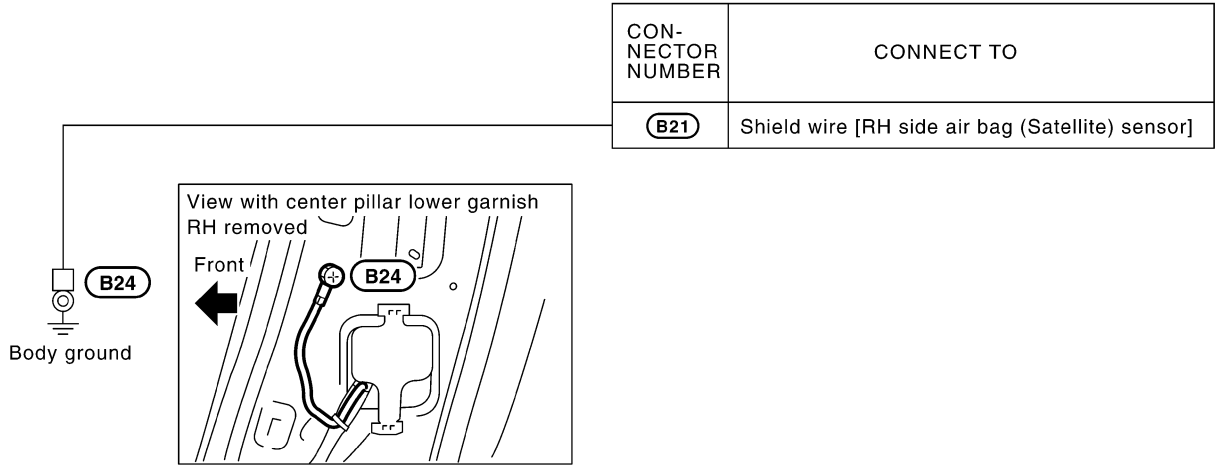 CON-
NECTOR
NUMBER
CONNECT TO
B21
Shield wire [RH side air bag (Satellite) sensor]
View with center pillar lower garnish
RH removed
Front
B24
B24
Body ground